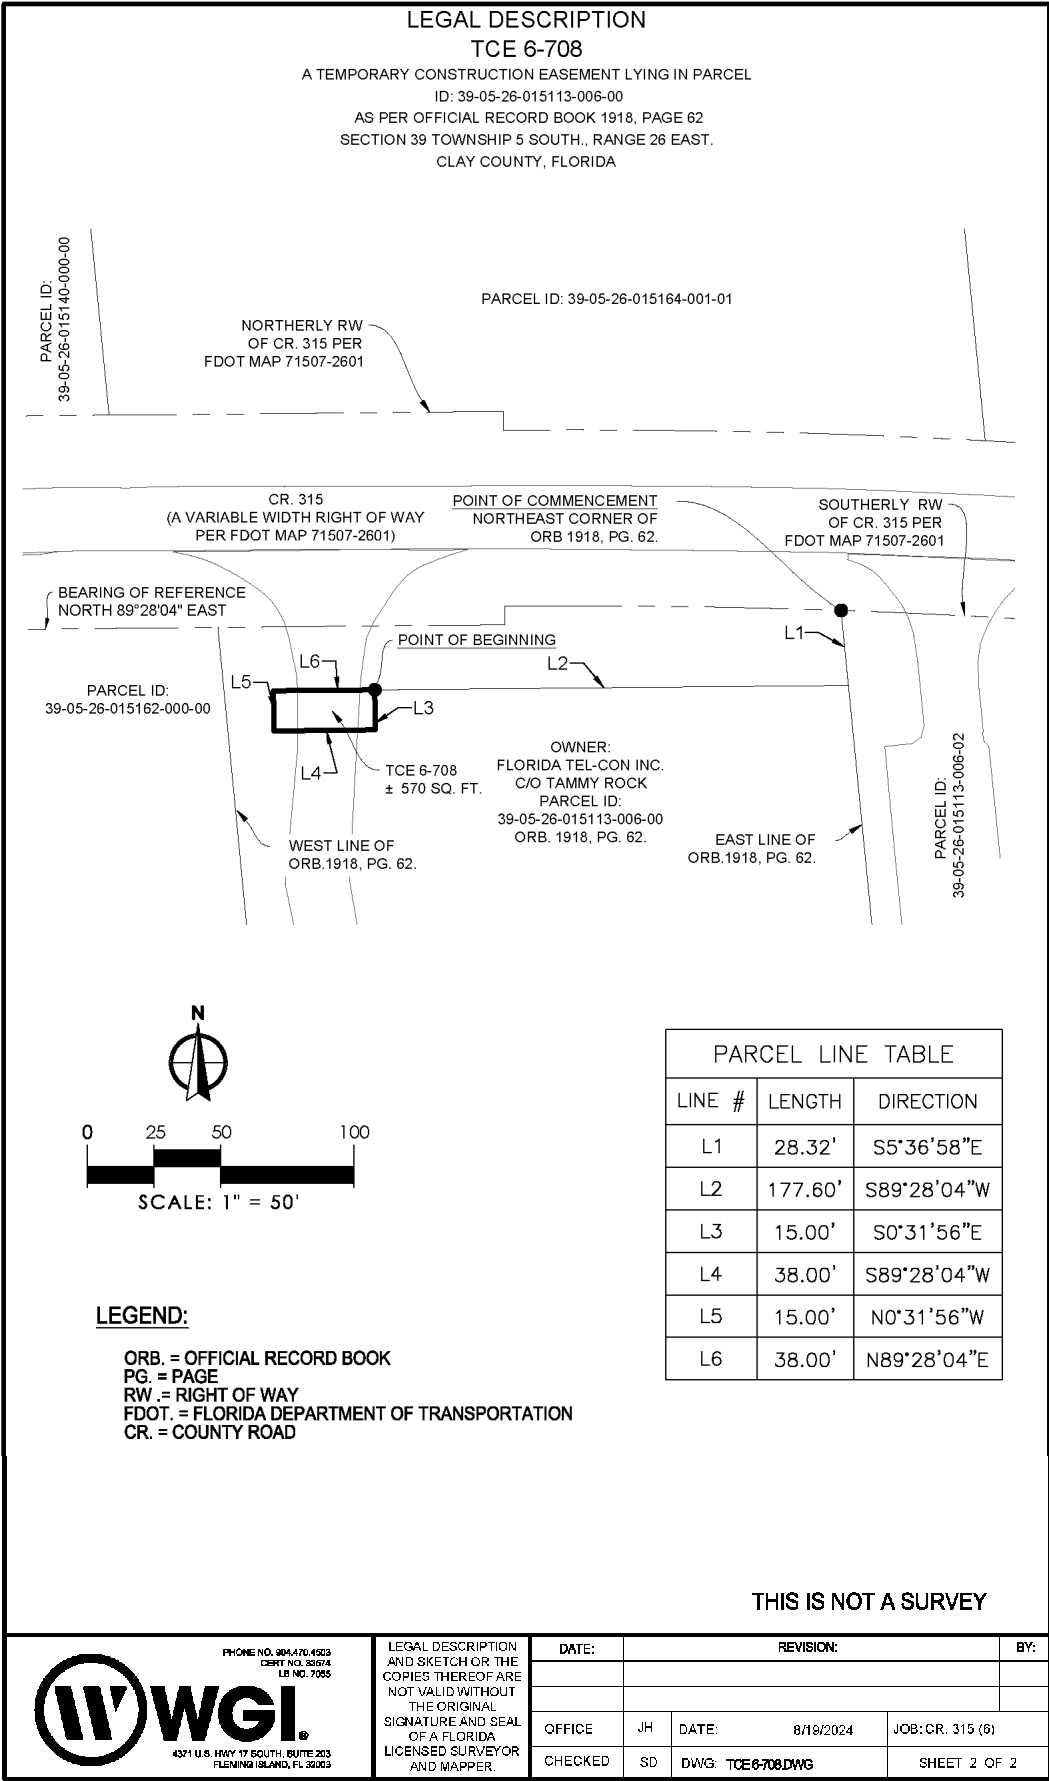 LEGAL DESCRIPTION
TCE 6-708
A TEMPORARY CONSTRUCTION EASEMENT LYING IN PARCEL
ID: 39-05-26-015113-006-00
AS PER OFFICIAL RECORD BOOK 1918, PAGE 62
SECTION 39 TOWNSHIP 5 SOUTH., RANGE 26 EAST.
CLAY COUNTY, FLORIDA
PARCEL ID:
39-05-26-015140-000-00
PARCEL ID: 39-05-26-015164-001-01
NORTHERLY RW
OF CR. 315 PER
FDOT MAP 71507-2601
CR. 315
(A VARIABLE WIDTH RIGHT OF WAY
PER FDOT MAP 71507-2601)
POINT OF COMMENCEMENT
NORTHEAST CORNER OF
ORB 1918, PG. 62.
SOUTHERLY RW
OF CR. 315 PER
FDOT MAP 71507-2601
BEARING OF REFERENCE
NORTH 89°28'04" EAST
POINT OF BEGINNING
L1
L2
L6
L5
L3
L4
PARCEL ID:
39-05-26-015162-000-00
TCE 6-708
± 570 SQ. FT.
OWNER:
FLORIDA TEL-CON INC.
C/O TAMMY ROCK
PARCEL ID:
39-05-26-015113-006-00
ORB. 1918, PG. 62.
WEST LINE OF
ORB.1918, PG. 62.
EAST LINE OF
ORB.1918, PG. 62.
PARCEL ID:
39-05-26-015113-006-02
N
0 25 50 100
SCALE: 1" = 50'
PARCEL LINE TABLE
LINE # LENGTH DIRECTION
L1 28.32' S5°36'58"E
L2 177.60' S89°28'04"W
L3 15.00' S0°31'56"E
L4 38.00' S89°28'04"W
L5 15.00' N0°31'56"W
L6 38.00' N89°28'04"E
LEGEND:
ORB. = OFFICIAL RECORD BOOK
PG. = PAGE
RW .= RIGHT OF WAY
FDOT. = FLORIDA DEPARTMENT OF TRANSPORTATION
CR. = COUNTY ROAD
THIS IS NOT A SURVEY
PHONE NO. 904.470.4503
CERT NO. 33574
LB NO. 7055
WGI
4371 U.S. HWY 17 SOUTH, SUITE 203
FLEMING ISLAND, FL 32003
LEGAL DESCRIPTION
AND SKETCH OR THE
COPIES THEREOF ARE
NOT VALID WITHOUT
THE ORIGINAL
SIGNATURE AND SEAL
OF A FLORIDA
LICENSED SURVEYOR
AND MAPPER.
DATE: REVISION: BY:
OFFICE JH DATE: 8/19/2024 JOB: CR. 315 (6)
CHECKED SD DWG: TCE 6-708.DWG SHEET 2 OF 2